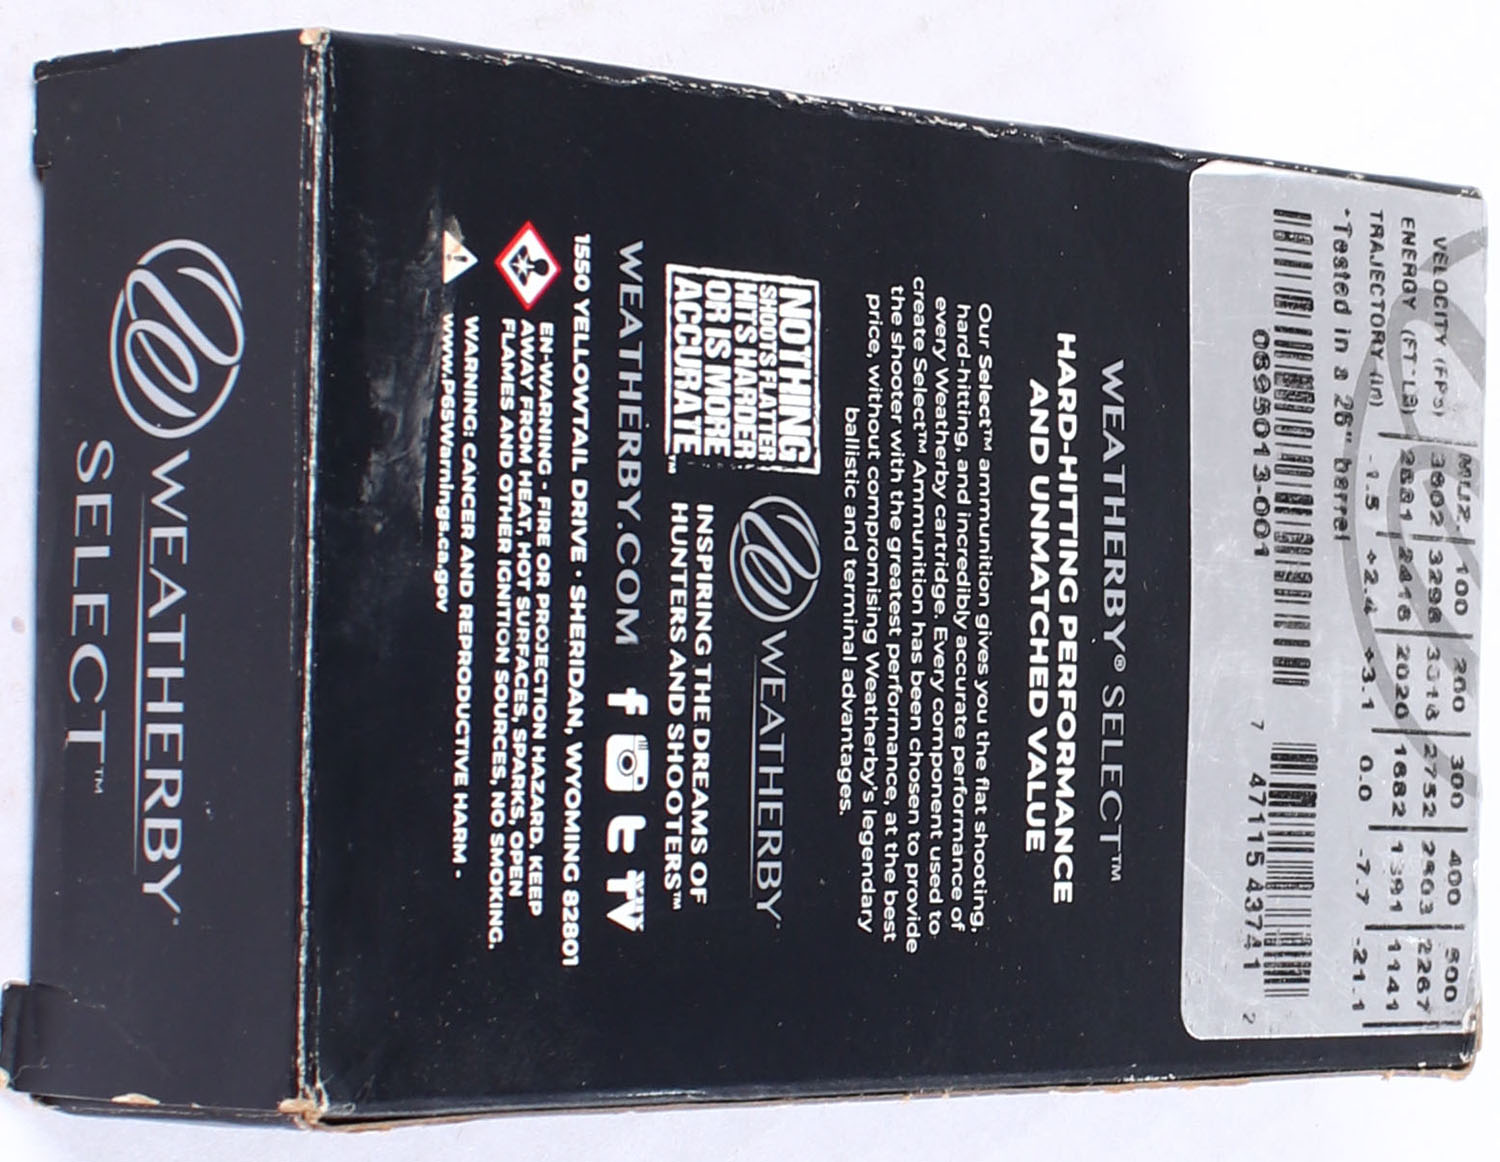 MUZ. 100 200 300 400 500
VELOCITY (FPS) 3602 3298 3016 2752 2503 2267
ENERGY (FT LB) 2881 2416 2020 1682 1391 1141
TRAJECTORY (in) -1.5 +2.4 +3.1 0.0 -7.7 -21.1
*Tested in a 26" barrel
0695013-001
7 47115 43741 2
WEATHERBY® SELECT™
HARD-HITTING PERFORMANCE
AND UNMATCHED VALUE
Our Select™ ammunition gives you the flat shooting,
hard-hitting, and incredibly accurate performance of
every Weatherby cartridge. Every component used to
create Select™ Ammunition has been chosen to provide
the shooter with the greatest performance, at the best
price, without compromising Weatherby's legendary
ballistic and terminal advantages.
NOTHING
SHOOTS FLATTER
HITS HARDER
OR IS MORE
ACCURATE™
WEATHERBY
INSPIRING THE DREAMS OF
HUNTERS AND SHOOTERS™
WEATHERBY.COM
1550 YELLOWTAIL DRIVE • SHERIDAN, WYOMING 82801
EN-WARNING - FIRE OR PROJECTION HAZARD. KEEP
AWAY FROM HEAT, HOT SURFACES, SPARKS, OPEN
FLAMES AND OTHER IGNITION SOURCES, NO SMOKING.
WARNING: CANCER AND REPRODUCTIVE HARM -
www.P65Warnings.ca.gov
WEATHERBY
SELECT™